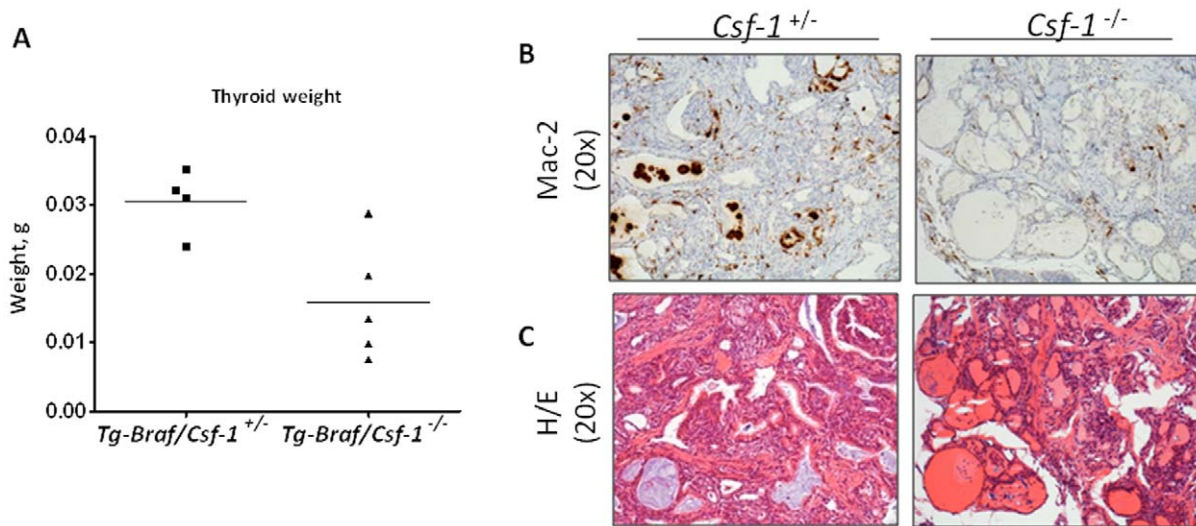 A
Thyroid weight
Weight, g
0.04
0.03
0.02
0.01
0.00
Tg-Braf/Csf-1 +/-
Tg-Braf/Csf-1 -/-
Csf-1 +/-
Csf-1 -/-
B
Mac-2
(20x)
C
H/E
(20x)